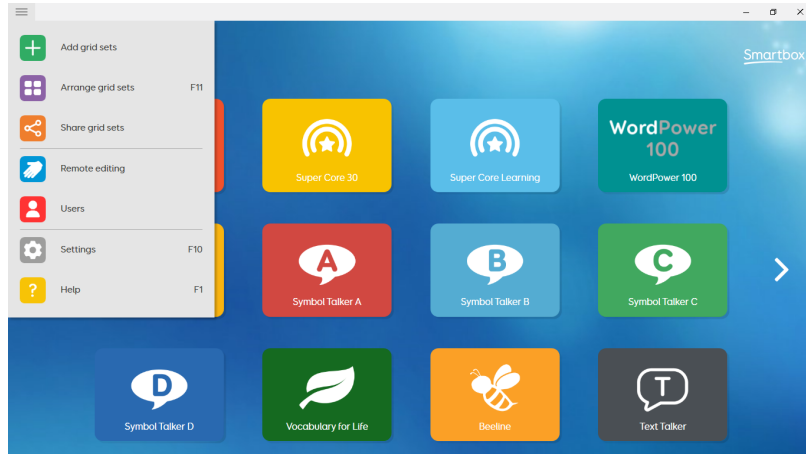 Smartbox
Add grid sets
Arrange grid sets F11
Share grid sets
Remote editing
Users
Settings F10
? Help F1
Super Core 30
Super Core Learning
WordPower
100
WordPower 100
A
Symbol Talker A
B
Symbol Talker B
C
Symbol Talker C
D
Symbol Talker D
Vocabulary for Life
Beeline
T
Text Talker